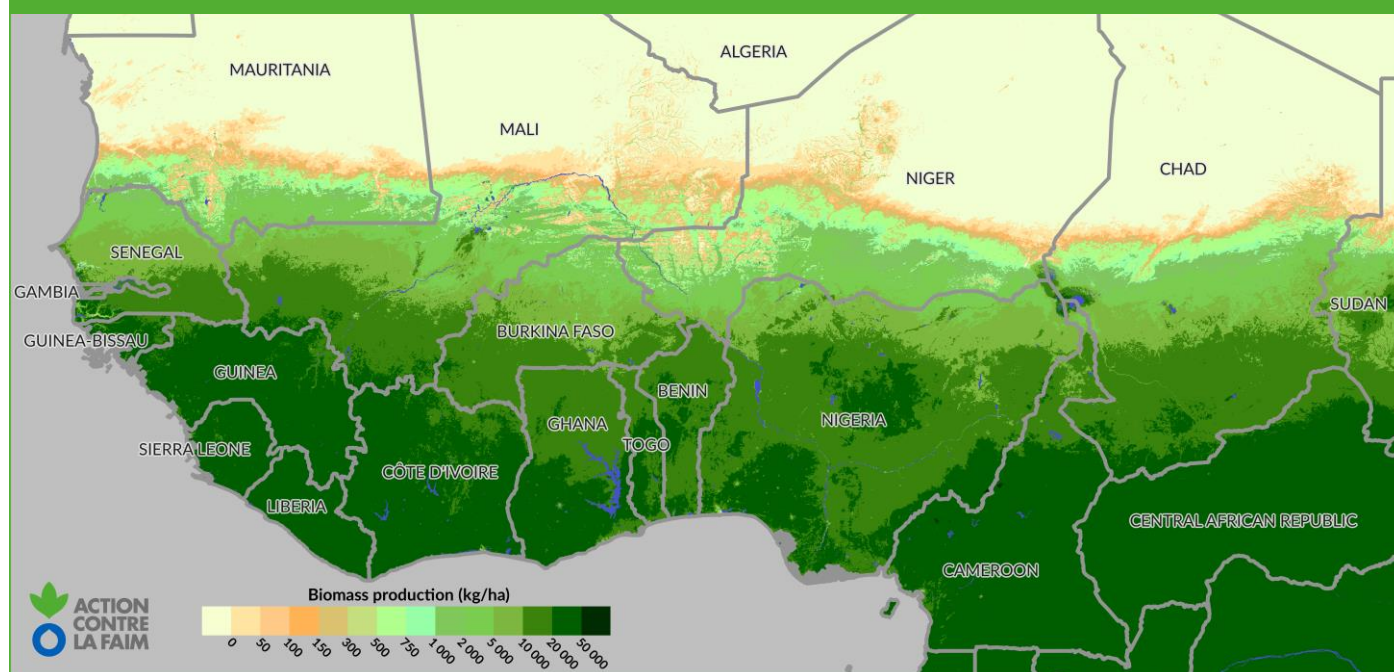 ALGERIA
MAURITANIA
MALI
CHAD
NIGER
SENEGAL
GAMBIA
SUDAN
BURKINA FASO
GUINEA-BISSAU
GUINEA
BENIN
NIGERIA
GHANA
TOGO
SIERRA LEONE
CÔTE D'IVOIRE
LIBERIA
CENTRAL AFRICAN REPUBLIC
CAMEROON
ACTION
CONTRE
LA FAIM
Biomass production (kg/ha)
0 50 100 150 300 500 750 1 000 2 000 5 000 10 000 20 000 50 000